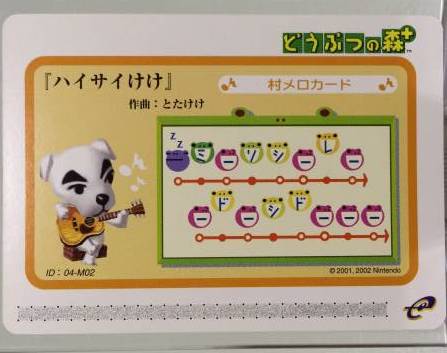 どうぶつの森+™
『ハイサイけけ』
村メロカード
作曲：とたけけ
z z
ミーソシーレー
ードーシドーーー
ID：04-M02
© 2001, 2002 Nintendo
e